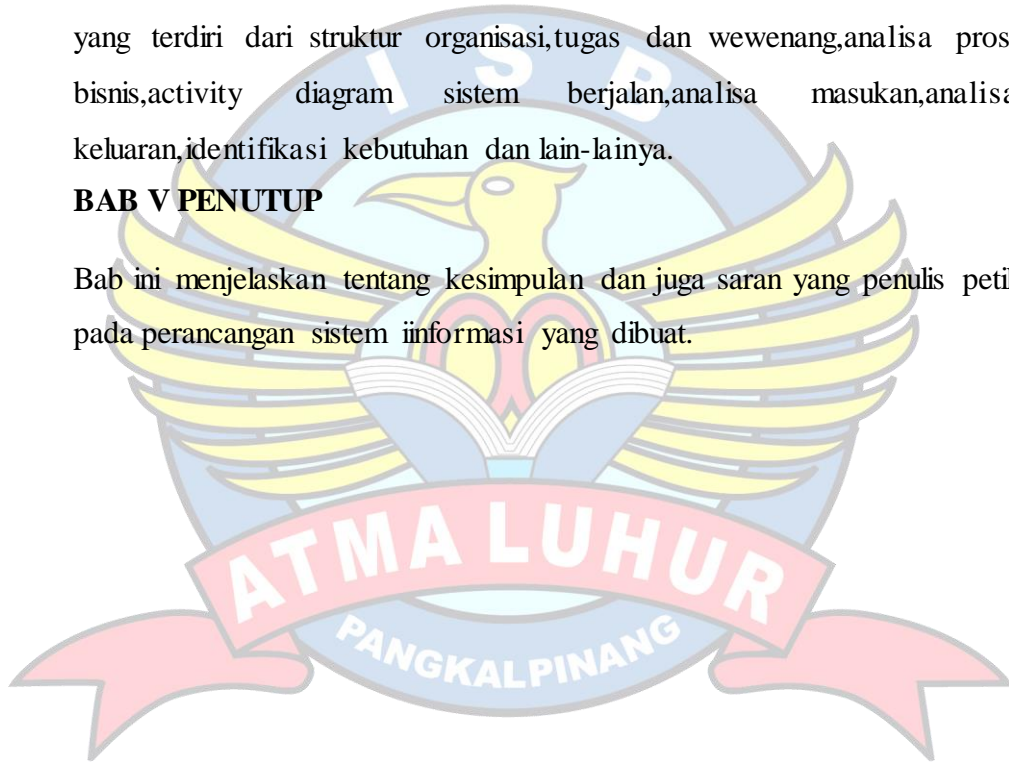 yang terdiri dari struktur organisasi,tugas dan wewenang,analisa pros
bisnis,activity diagram sistem berjalan,analisa masukan,analisa
keluaran,identifikasi kebutuhan dan lain-lainya.
BAB V PENUTUP
Bab ini menjelaskan tentang kesimpulan dan juga saran yang penulis petik
pada perancangan sistem iinformasi yang dibuat.
I S B
ATMA LUHUR
PANGKALPINANG